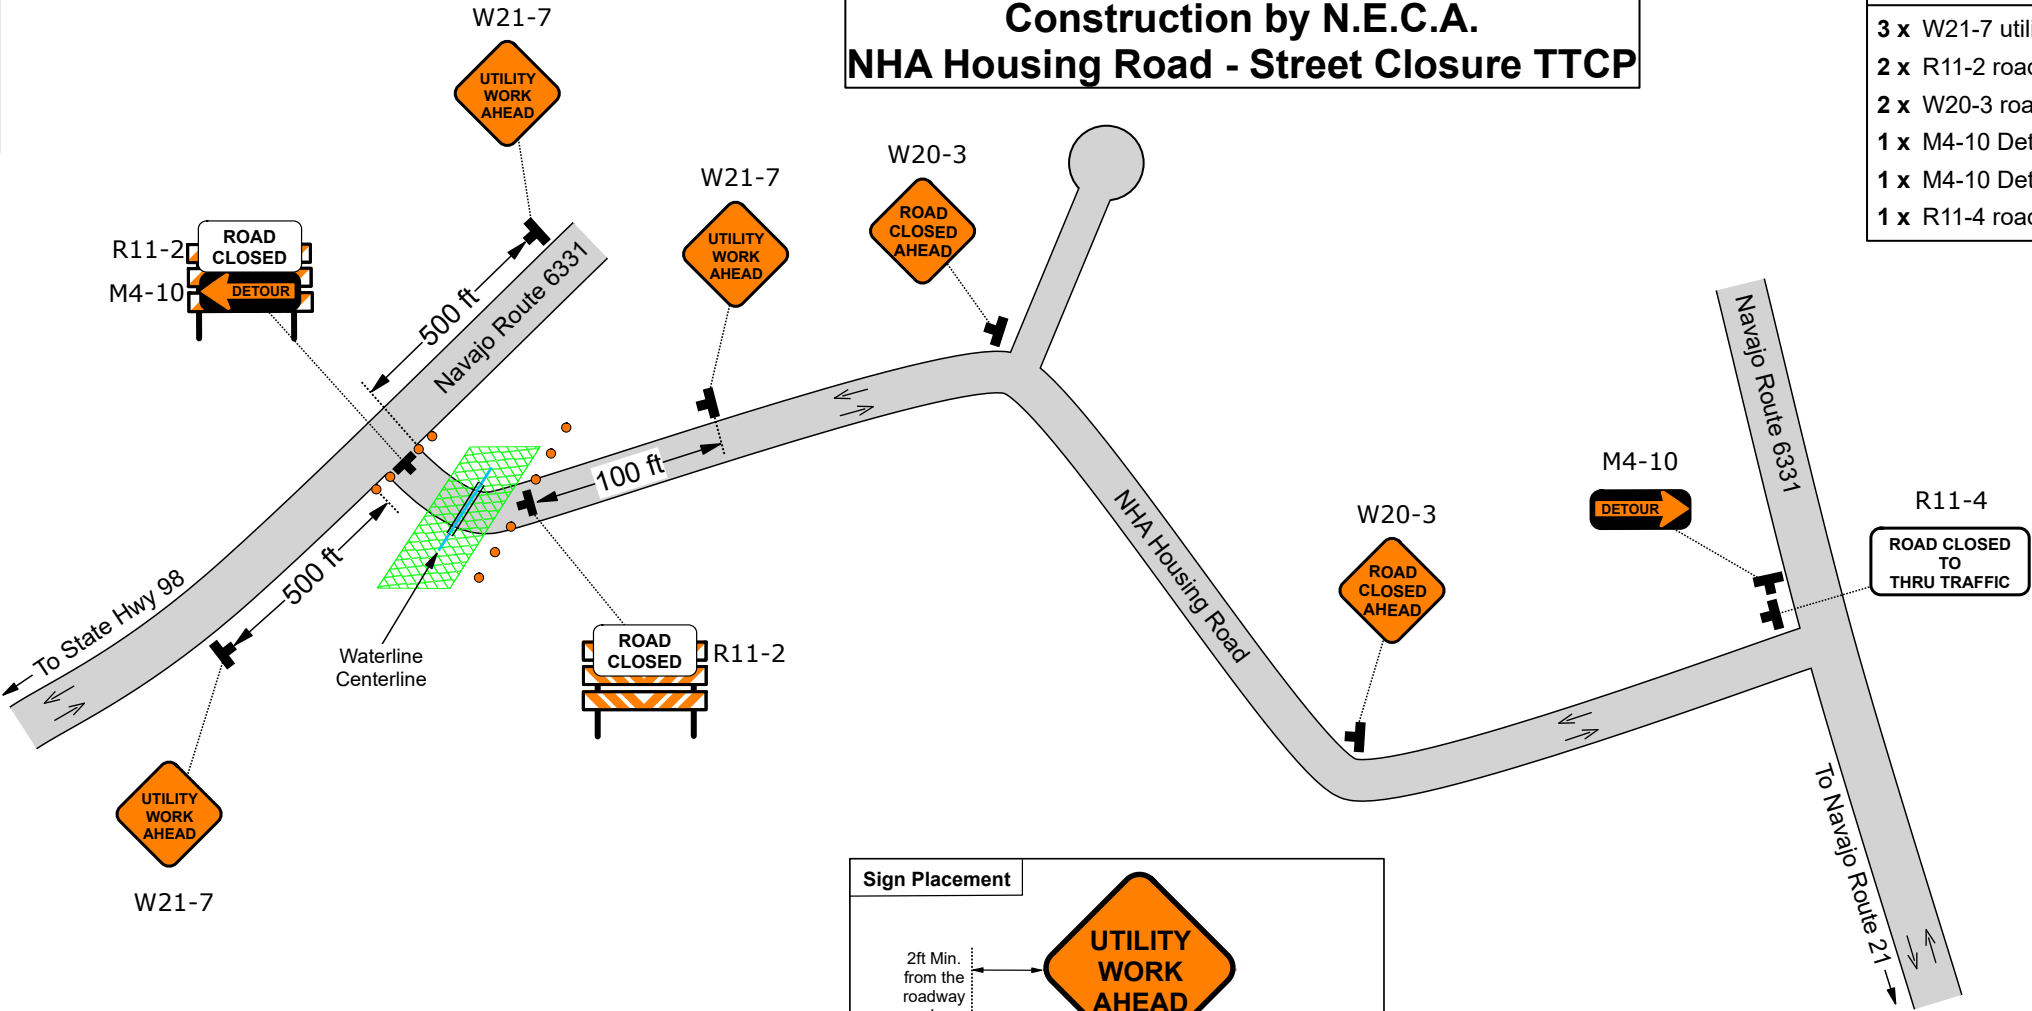 Construction by N.E.C.A.
NHA Housing Road - Street Closure TTCP
3 x W21-7
2 x R11-2
2 x W20-3
1 x M4-10
1 x M4-10
1 x R11-4
W21-7
UTILITY
WORK
AHEAD
W21-7
UTILITY
WORK
AHEAD
W20-3
ROAD
CLOSED
AHEAD
R11-2
M4-10
ROAD
CLOSED
DETOUR
500 ft
Navajo Route 6331
100 ft
500 ft
To State Hwy 98
Waterline
Centerline
ROAD
CLOSED
R11-2
UTILITY
WORK
AHEAD
W21-7
NHA Housing Road
W20-3
ROAD
CLOSED
AHEAD
M4-10
DETOUR
Navajo Route 6331
R11-4
ROAD CLOSED
TO
THRU TRAFFIC
To Navajo Route 21
Sign Placement
2ft Min.
from the
roadway
UTILITY
WORK
AHEAD